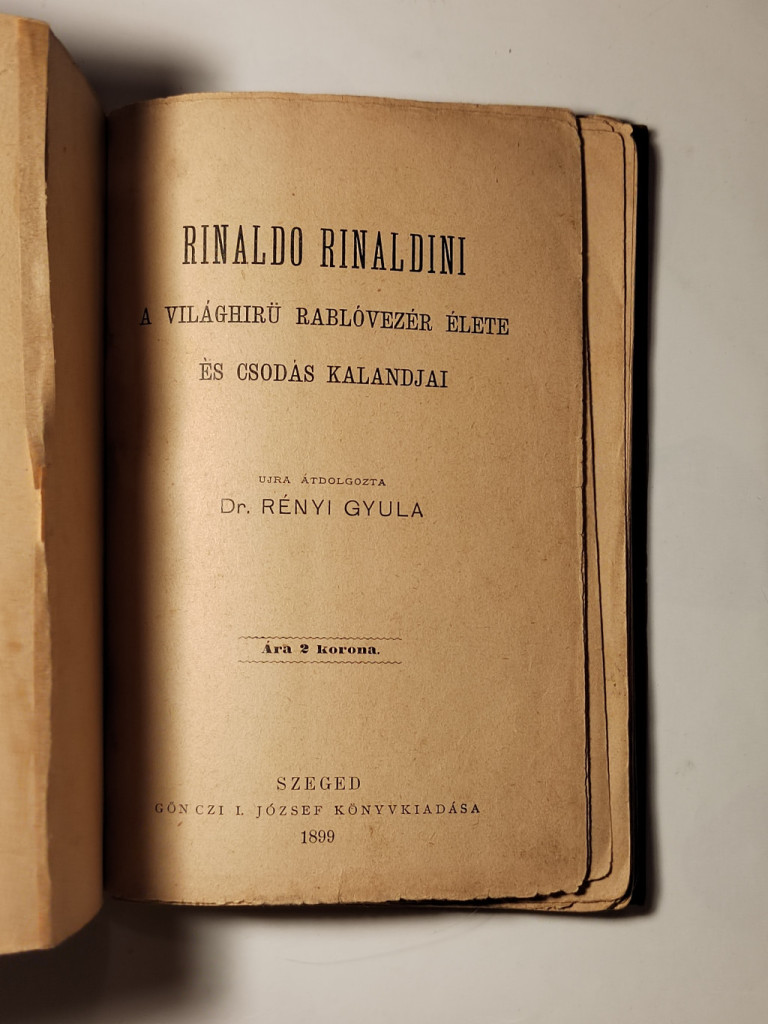 RINALDO RINALDINI
A VILÁGHIRÜ RABLÓVEZÉR ÉLETE
ÈS CSODÁS KALANDJAI
UJRA ÁTDOLGOZTA
Dr. RÉNYI GYULA
Ára 2 korona.
SZEGED
GÖNCZI I. JÓZSEF KÖNYVKIADÁSA
1899